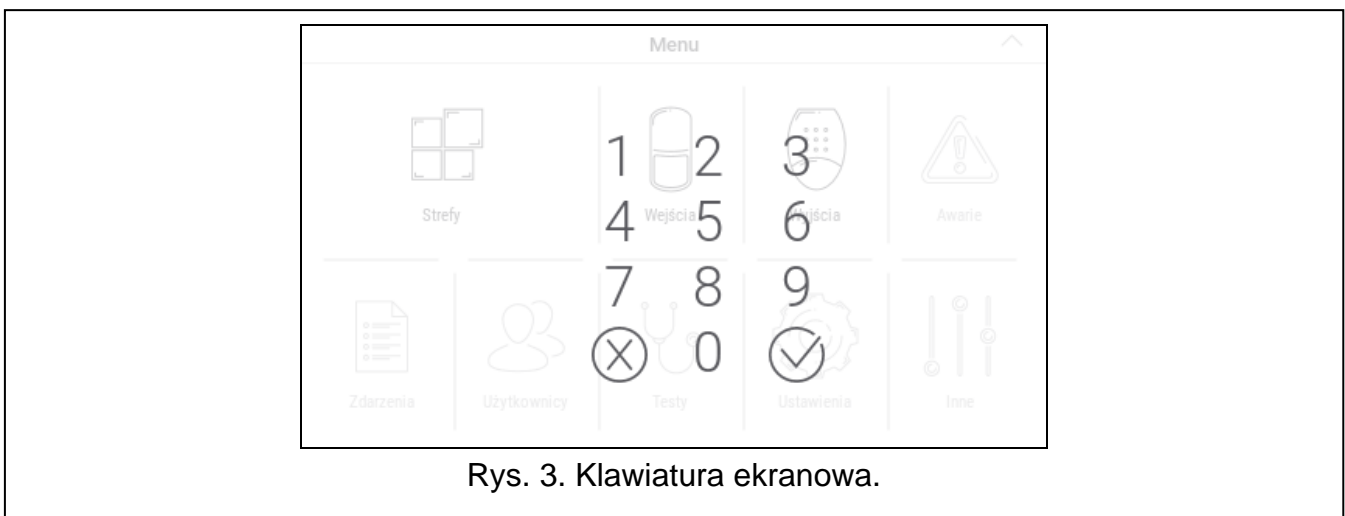 Menu
1 2 3
Strefy Wejścia Wyjścia Awarie
4 5 6
7 8 9
0
Zdarzenia Użytkownicy Testy Ustawienia Inne
Rys. 3. Klawiatura ekranowa.